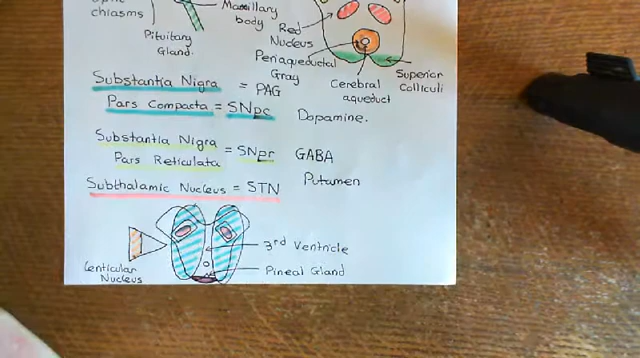 chiasms
Pituitary
Gland.
Mamillary
body
Red
Nucleus
Periaqueductal
Gray
= PAG
Cerebral
aqueduct
Superior
Colliculi
Substantia Nigra
Pars Compacta = SNpc
Dopamine.
Substantia Nigra
Pars Reticulata = SNpr
GABA
Subthalamic Nucleus = STN
Putamen
3rd Ventricle
Pineal Gland
Lenticular
Nucleus